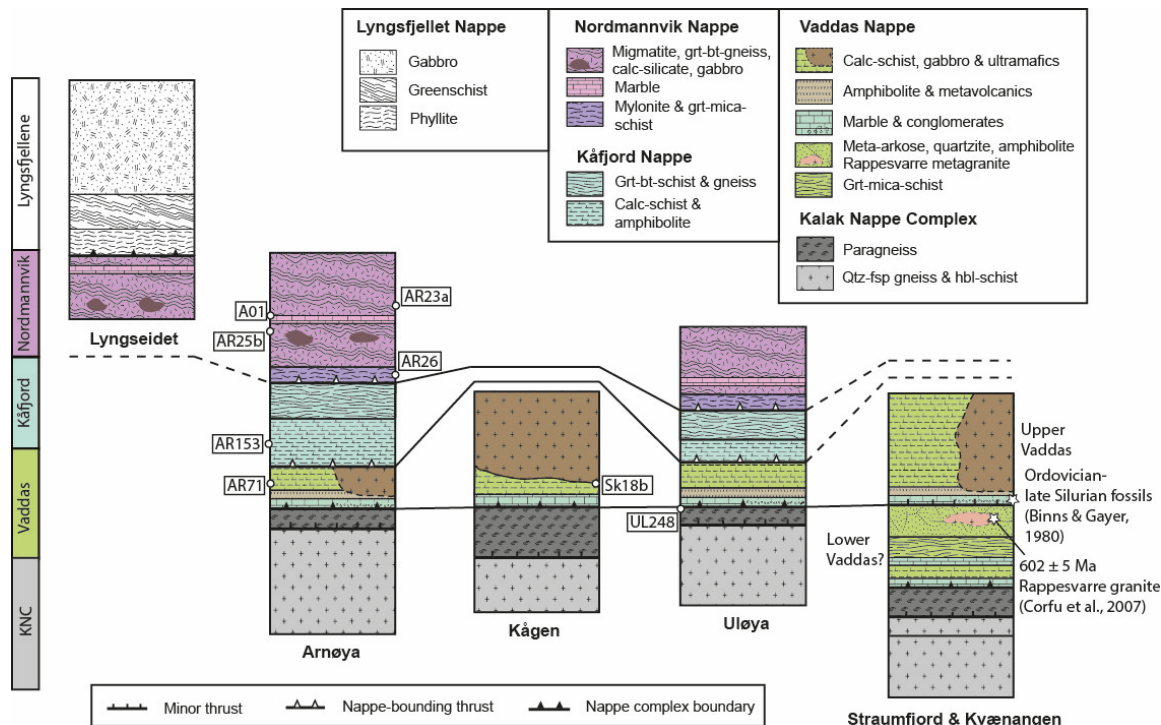 Lyngsfjellet Nappe
Gabbro
Greenschist
Phyllite
Nordmannvik Nappe
Migmatite, grt-bt-gneiss,
calc-silicate, gabbro
Marble
Mylonite & grt-mica-
schist
Kåfjord Nappe
Grt-bt-schist & gneiss
Calc-schist &
amphibolite
Vaddas Nappe
Calc-schist, gabbro & ultramafics
Amphibolite & metavolcanics
Marble & conglomerates
Meta-arkose, quartzite, amphibolite
Rappesvarre metagranite
Grt-mica-schist
Kalak Nappe Complex
Paragneiss
Qtz-fsp gneiss & hbl-schist
Lyngsfjellene
Nordmannvik
Kåfjord
Vaddas
KNC
Lyngseidet
A01
AR23a
AR25b
AR26
AR153
AR71
Arnøya
Sk18b
Kågen
UL248
Uløya
Lower
Vaddas?
Upper
Vaddas
Ordovician-
late Silurian fossils
(Binns & Gayer,
1980)
602 ± 5 Ma
Rappesvarre granite
(Corfu et al., 2007)
Straumfjord & Kvænangen
Minor thrust
Nappe-bounding thrust
Nappe complex boundary